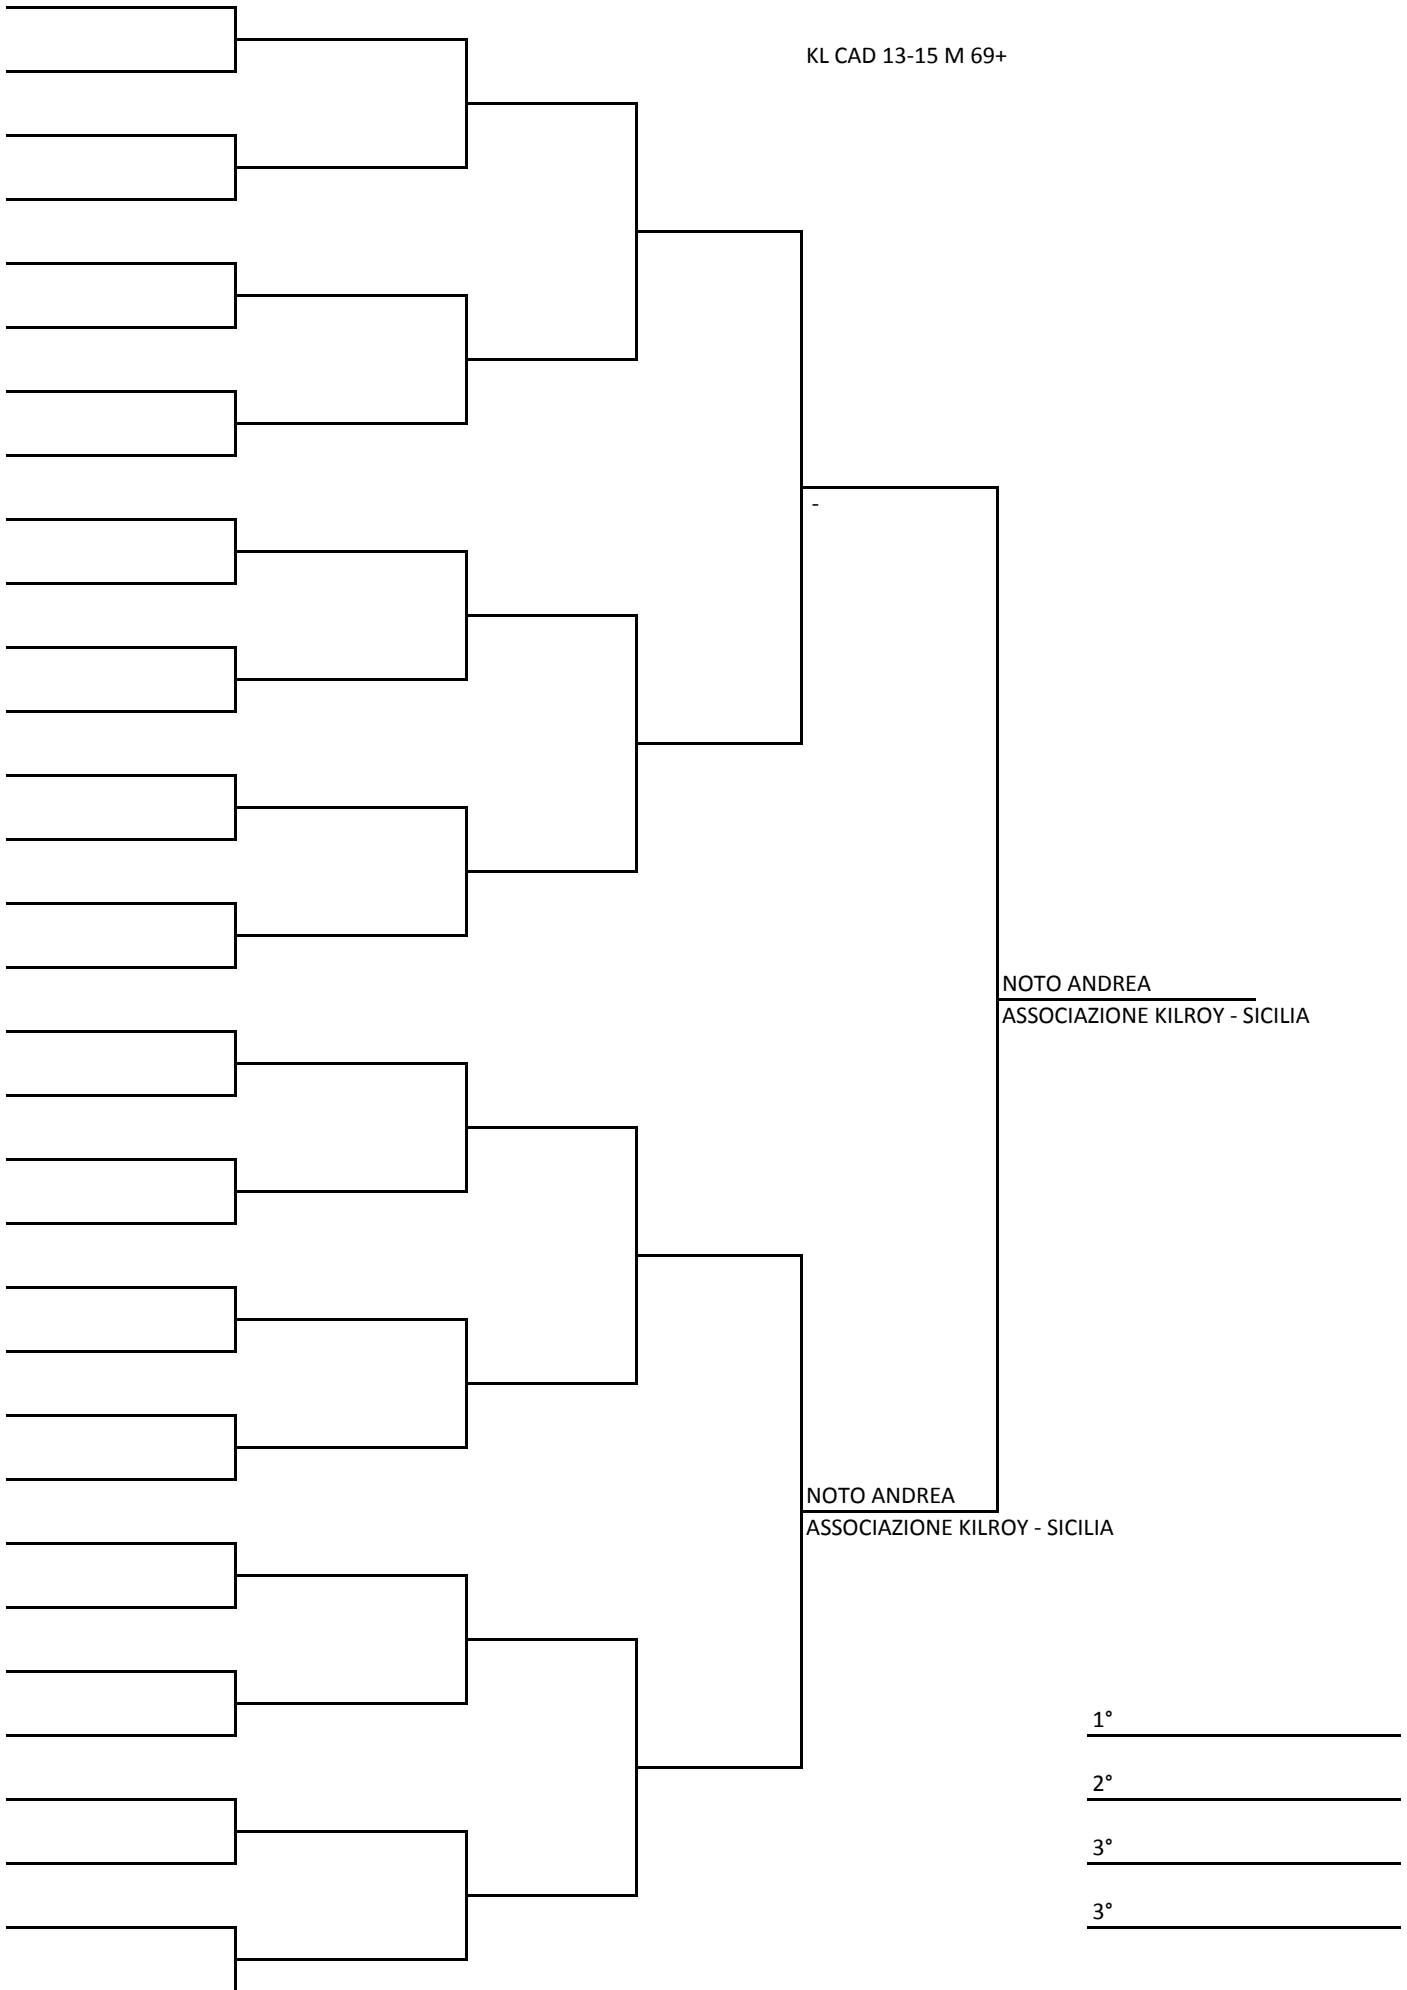 KL CAD 13-15 M 69+
-
NOTO ANDREA
ASSOCIAZIONE KILROY - SICILIA
NOTO ANDREA
ASSOCIAZIONE KILROY - SICILIA
1°
2°
3°
3°